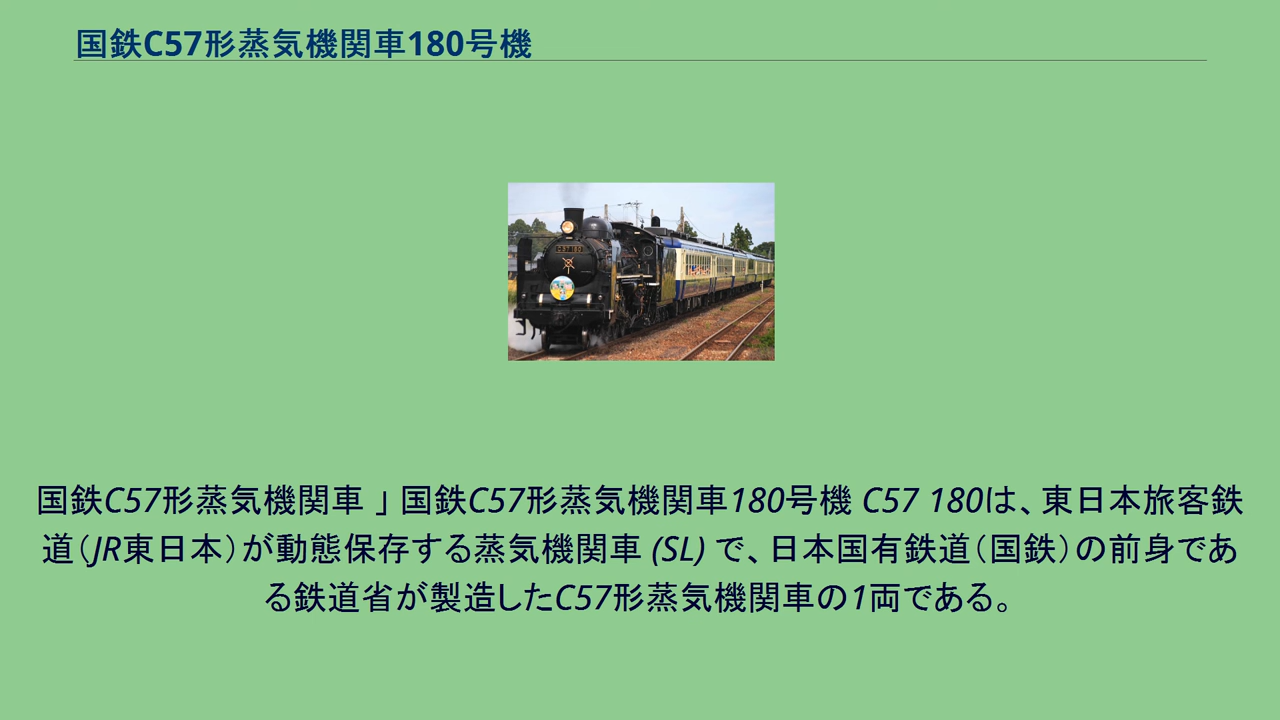 国鉄C57形蒸気機関車180号機
C57 180
国鉄C57形蒸気機関車 」 国鉄C57形蒸気機関車180号機 C57 180は、東日本旅客鉄
道（JR東日本）が動態保存する蒸気機関車 (SL) で、日本国有鉄道（国鉄）の前身であ
る鉄道省が製造したC57形蒸気機関車の1両である。